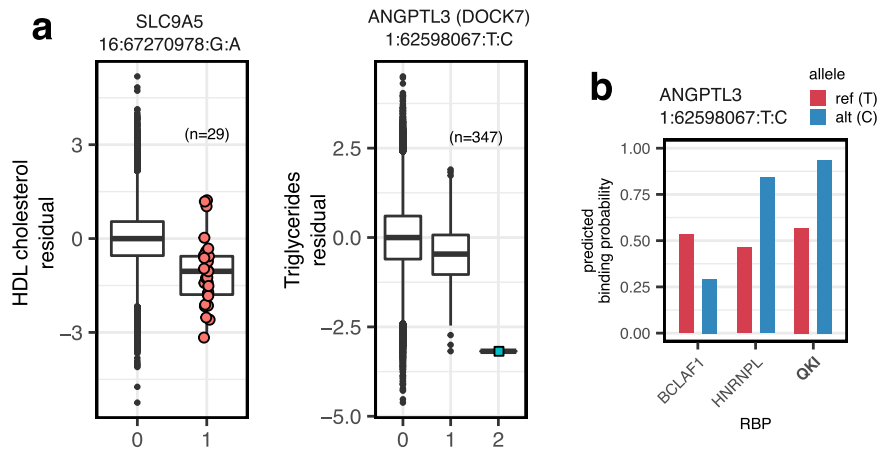 a
SLC9A5
16:67270978:G:A
HDL cholesterol
residual
3
0
−3
(n=29)
0
1
ANGPTL3 (DOCK7)
1:62598067:T:C
Triglycerides
residual
2.5
0.0
−2.5
−5.0
(n=347)
0
1
2
b
ANGPTL3
1:62598067:T:C
allele
ref (T)
alt (C)
predicted
binding probability
1.00
0.75
0.50
0.25
0.00
BCLAF1
HNRNPL
QKI
RBP